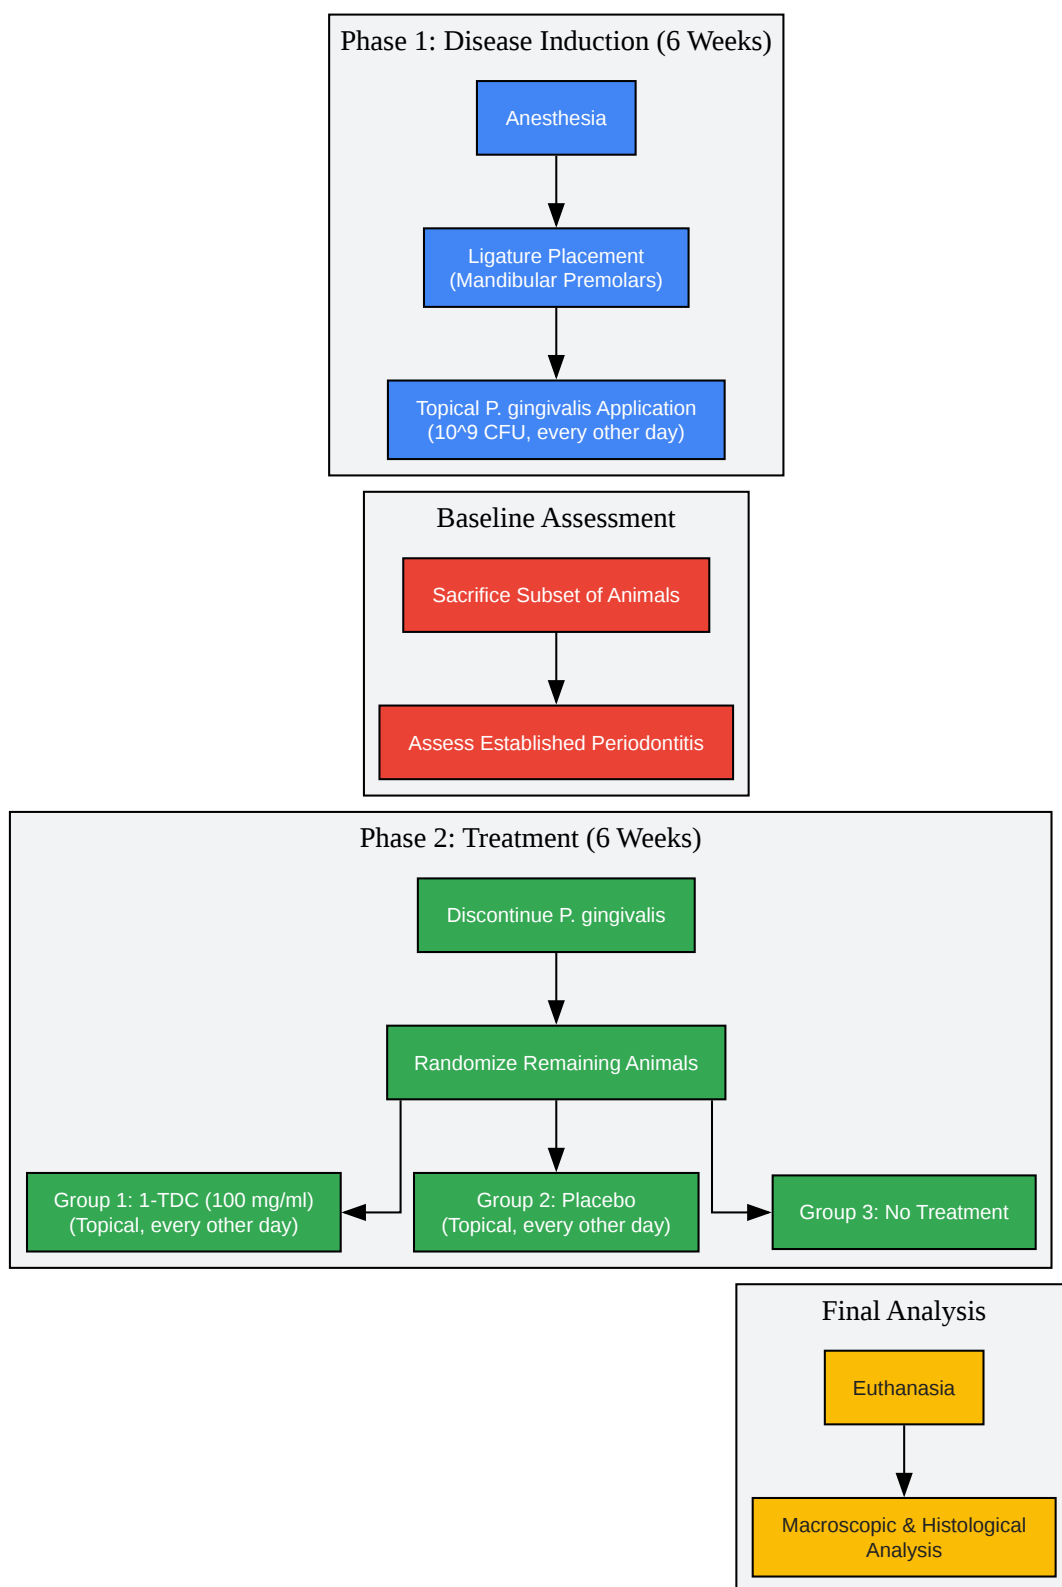 Phase 1: Disease Induction (6 Weeks)
Anesthesia
Ligature Placement
(Mandibular Premolars)
Topical P. gingivalis Application
(10^9 CFU, every other day)
Baseline Assessment
Sacrifice Subset of Animals
Assess Established Periodontitis
Phase 2: Treatment (6 Weeks)
Discontinue P. gingivalis
Randomize Remaining Animals
Group 1: 1-TDC (100 mg/ml)
(Topical, every other day)
Group 2: Placebo
(Topical, every other day)
Group 3: No Treatment
Final Analysis
Euthanasia
Macroscopic & Histological
Analysis